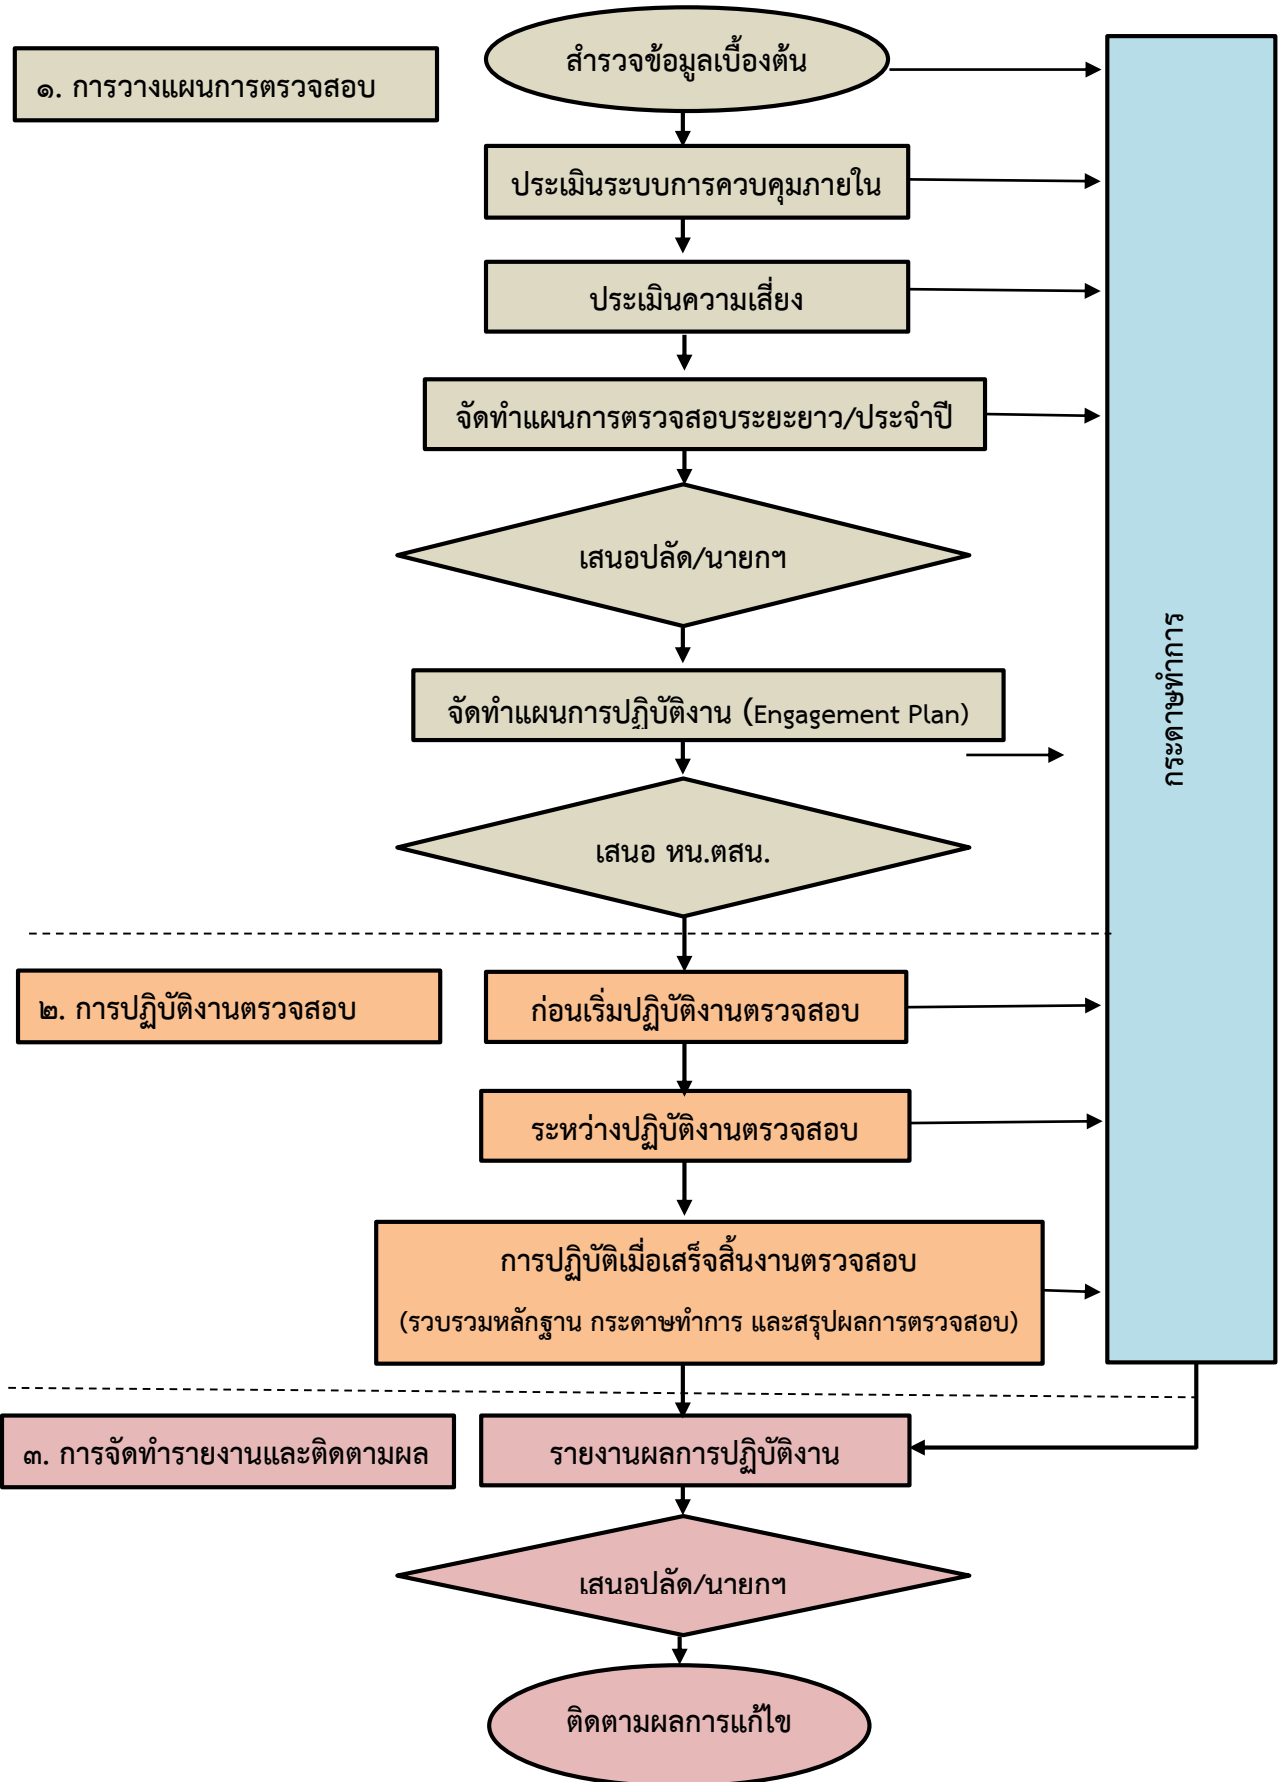 สำรวจข้อมูลเบื้องต้น
๑. การวางแผนการตรวจสอบ
ประเมินระบบการควบคุมภายใน
ประเมินความเสี่ยง
จัดทำแผนการตรวจสอบระยะยาว/ประจำปี
เสนอปลัด/นายกฯ
จัดทำแผนการปฏิบัติงาน (Engagement Plan)
เสนอ หน.ตสน.
กระดาษทำการ
๒. การปฏิบัติงานตรวจสอบ
ก่อนเริ่มปฏิบัติงานตรวจสอบ
ระหว่างปฏิบัติงานตรวจสอบ
การปฏิบัติเมื่อเสร็จสิ้นงานตรวจสอบ
(รวบรวมหลักฐาน กระดาษทำการ และสรุปผลการตรวจสอบ)
๓. การจัดทำรายงานและติดตามผล
รายงานผลการปฏิบัติงาน
เสนอปลัด/นายกฯ
ติดตามผลการแก้ไข